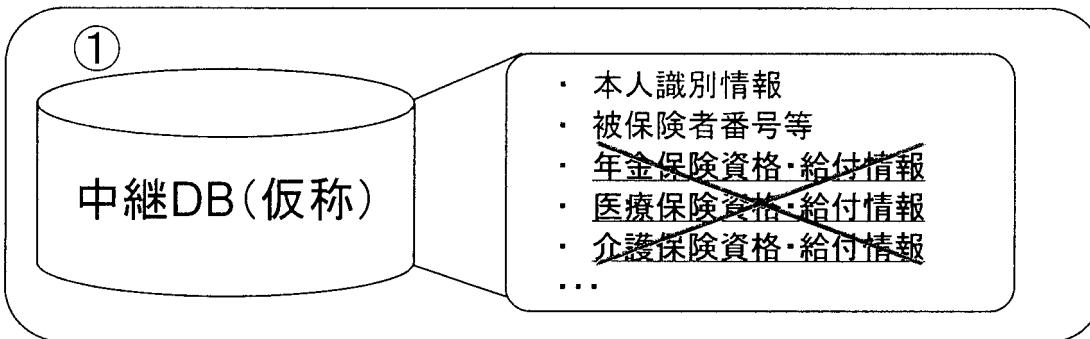 ①
中継DB(仮称)
・ 本人識別情報
・ 被保険者番号等
・ 年金保険資格・給付情報
・ 医療保険資格・給付情報
・ 介護保険資格・給付情報
・・・